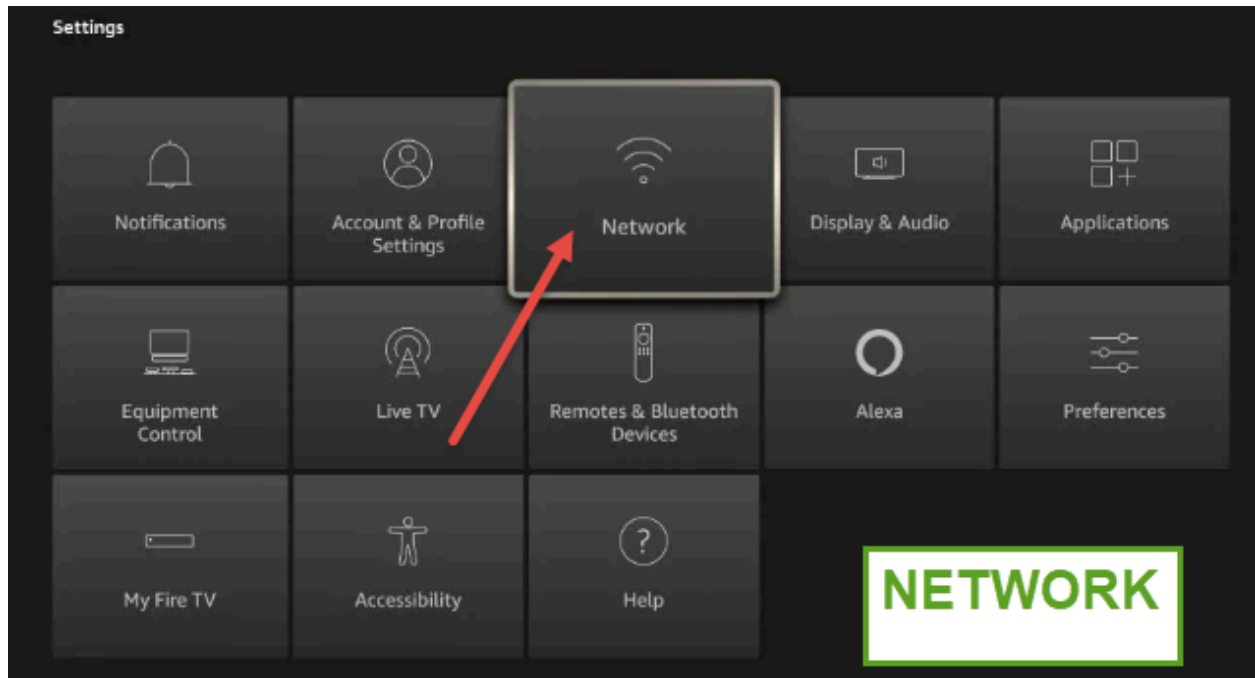 Settings
Notifications
Account & Profile
Settings
Network
Display & Audio
Applications
Equipment
Control
Live TV
Remotes & Bluetooth
Devices
Alexa
Preferences
My Fire TV
Accessibility
Help
NETWORK